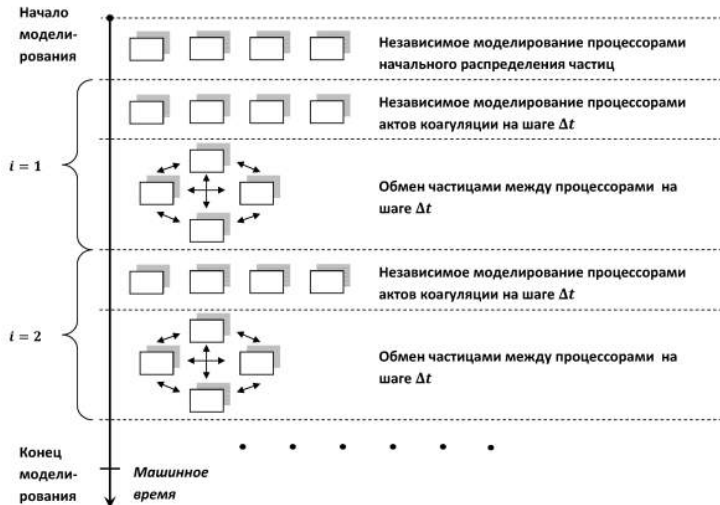 Начало
модели-
рования
Независимое моделирование процессорами
начального распределения частиц
i = 1
Независимое моделирование процессорами
актов коагуляции на шаге Δt
Обмен частицами между процессорами на
шаге Δt
i = 2
Независимое моделирование процессорами
актов коагуляции на шаге Δt
Обмен частицами между процессорами на
шаге Δt
Конец
модели-
рования
Машинное
время